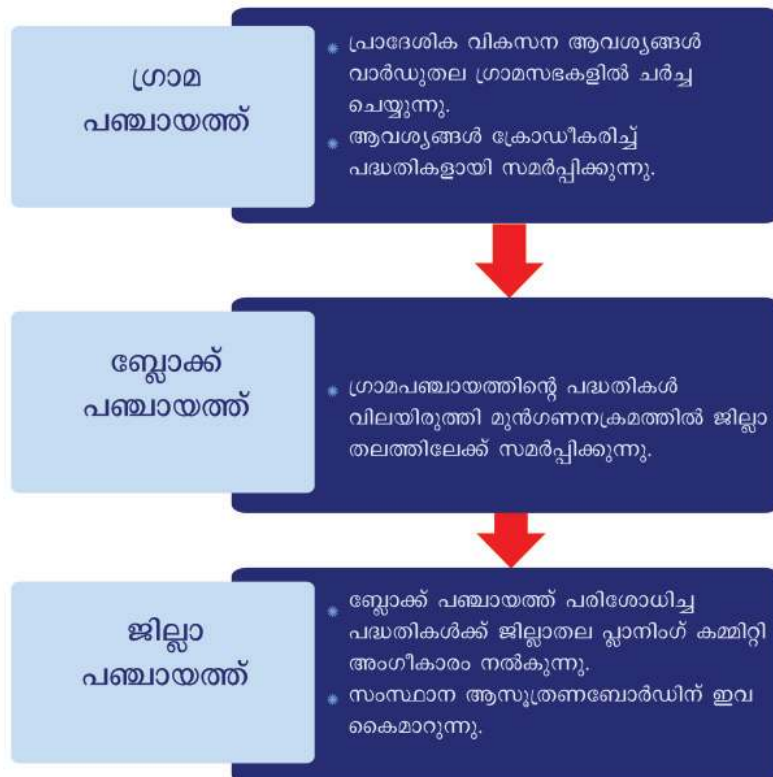 ഗ്രാമ
പഞ്ചായത്ത്
പ്രാദേശിക വികസന ആവശ്യങ്ങൾ
വാർഡുതല ഗ്രാമസഭകളിൽ ചർച്ച
ചെയ്യുന്നു.
ആവശ്യങ്ങൾ ക്രോഡീകരിച്ച്
പദ്ധതികളായി സമർപ്പിക്കുന്നു.
ബ്ലോക്ക്
പഞ്ചായത്ത്
ഗ്രാമപഞ്ചായത്തിന്റെ പദ്ധതികൾ
വിലയിരുത്തി മുൻഗണനക്രമത്തിൽ ജില്ലാ
തലത്തിലേക്ക് സമർപ്പിക്കുന്നു.
ജില്ലാ
പഞ്ചായത്ത്
ബ്ലോക്ക് പഞ്ചായത്ത് പരിശോധിച്ച
പദ്ധതികൾക്ക് ജില്ലാതല പ്ലാനിംഗ് കമ്മിറ്റി
അംഗീകാരം നൽകുന്നു.
സംസ്ഥാന ആസൂത്രണബോർഡിന് ഇവ
കൈമാറുന്നു.